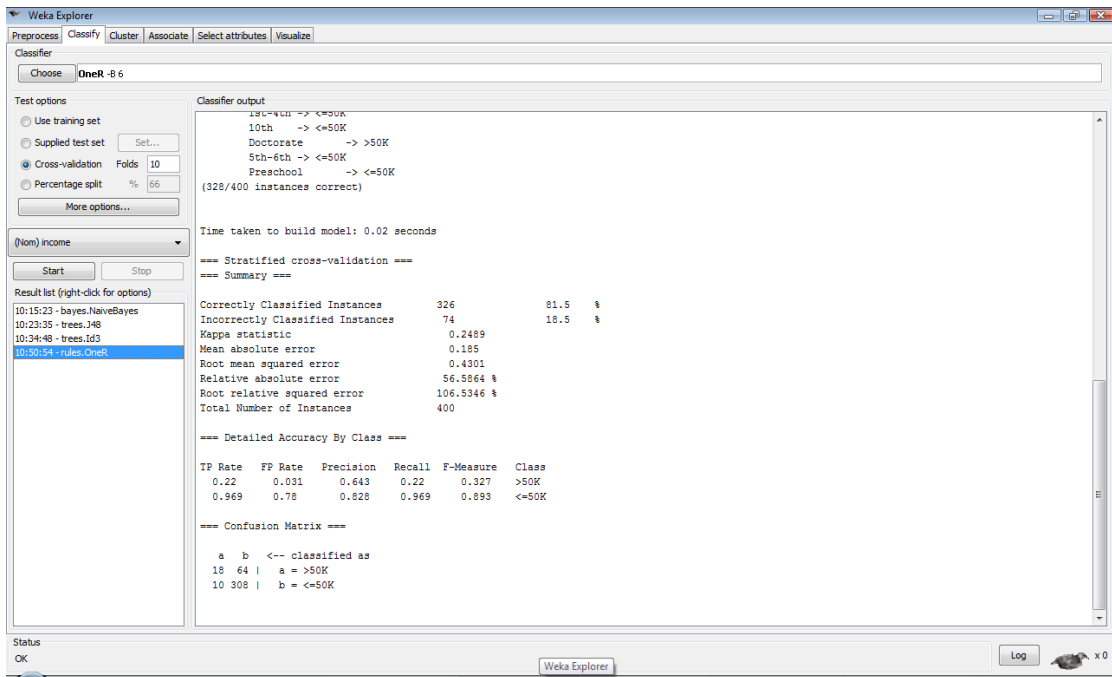 Weka Explorer
Preprocess Classify Cluster Associate Select attributes Visualize
Classifier
Choose OneR -B 6
Test options
Use training set
Supplied test set Set...
Cross-validation Folds 10
Percentage split % 66
More options...
(Nom) income
Start Stop
Result list (right-click for options)
10:15:23 - bayes.NaiveBayes
10:23:35 - trees.J48
10:34:48 - trees.Id3
10:50:54 - rules.OneR
Classifier output
1st-4th -> <=50K
10th -> <=50K
Doctorate -> >50K
5th-6th -> <=50K
Preschool -> <=50K
(328/400 instances correct)
Time taken to build model: 0.02 seconds
=== Stratified cross-validation ===
=== Summary ===
Correctly Classified Instances 326 81.5 %
Incorrectly Classified Instances 74 18.5 %
Kappa statistic 0.2489
Mean absolute error 0.185
Root mean squared error 0.4301
Relative absolute error 56.5864 %
Root relative squared error 106.5346 %
Total Number of Instances 400
=== Detailed Accuracy By Class ===
TP Rate FP Rate Precision Recall F-Measure Class
0.22 0.031 0.643 0.22 0.327 >50K
0.969 0.78 0.828 0.969 0.893 <=50K
=== Confusion Matrix ===
a b <-- classified as
18 64 | a = >50K
10 308 | b = <=50K
Status
OK
Weka Explorer
Log x 0